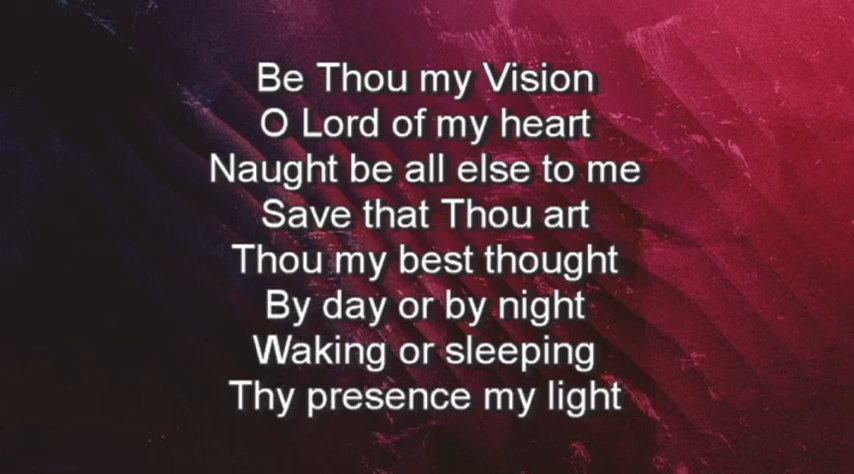 Be Thou my Vision
O Lord of my heart
Naught be all else to me
Save that Thou art
Thou my best thought
By day or by night
Waking or sleeping
Thy presence my light